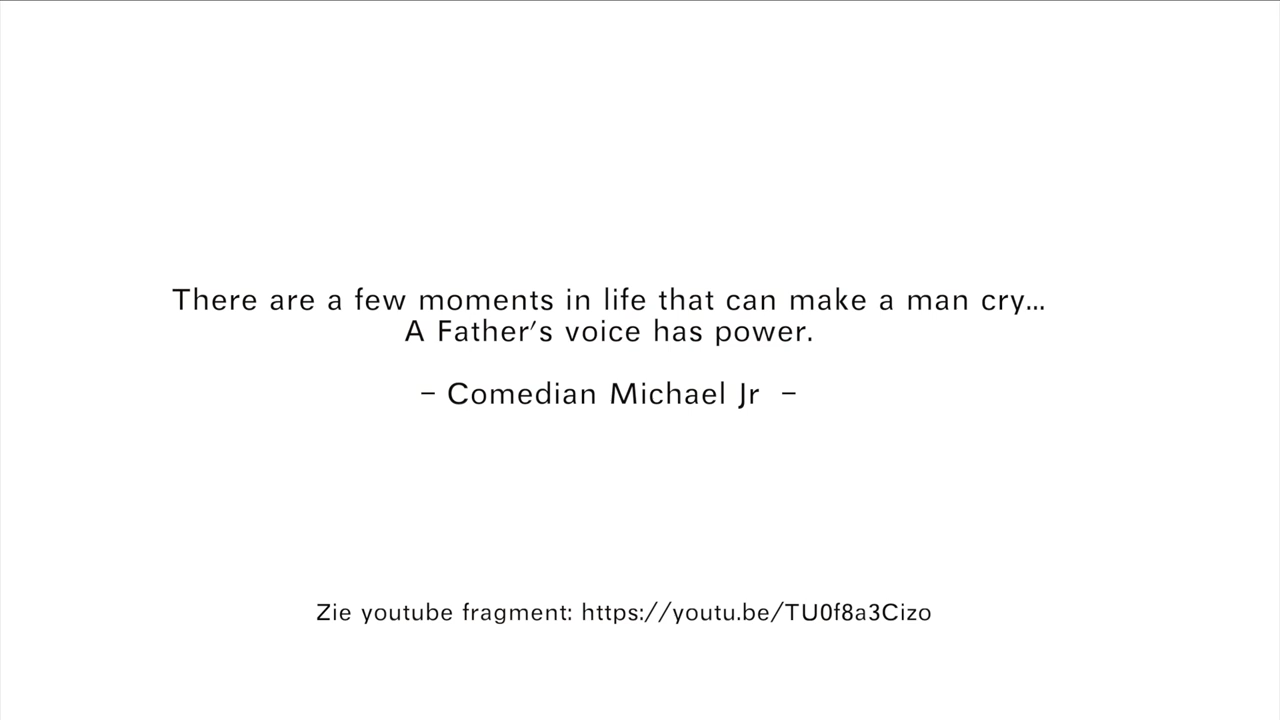 There are a few moments in life that can make a man cry...
A Father's voice has power.
– Comedian Michael Jr –
Zie youtube fragment: https://youtu.be/TU0f8a3Cizo